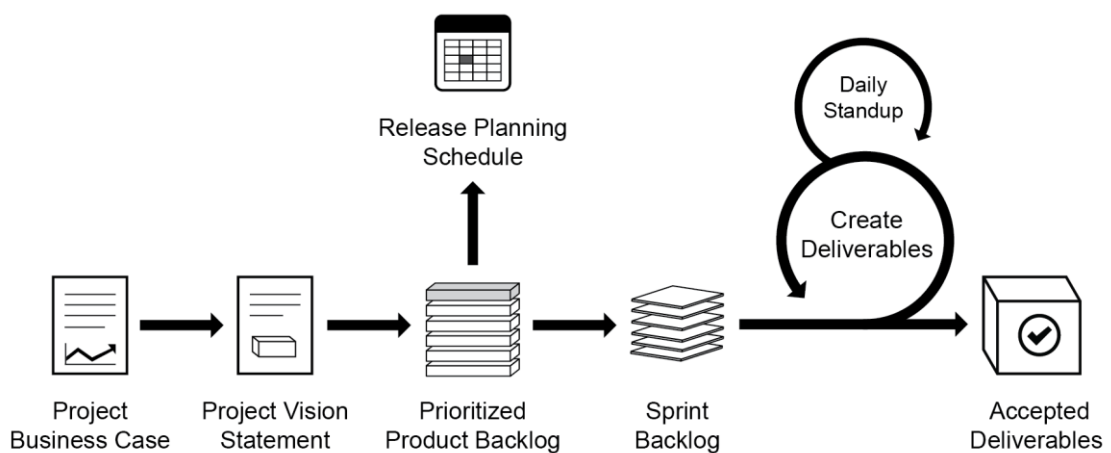 Daily
Standup
Release Planning
Schedule
Create
Deliverables
Project
Business Case
Project Vision
Statement
Prioritized
Product Backlog
Sprint
Backlog
Accepted
Deliverables